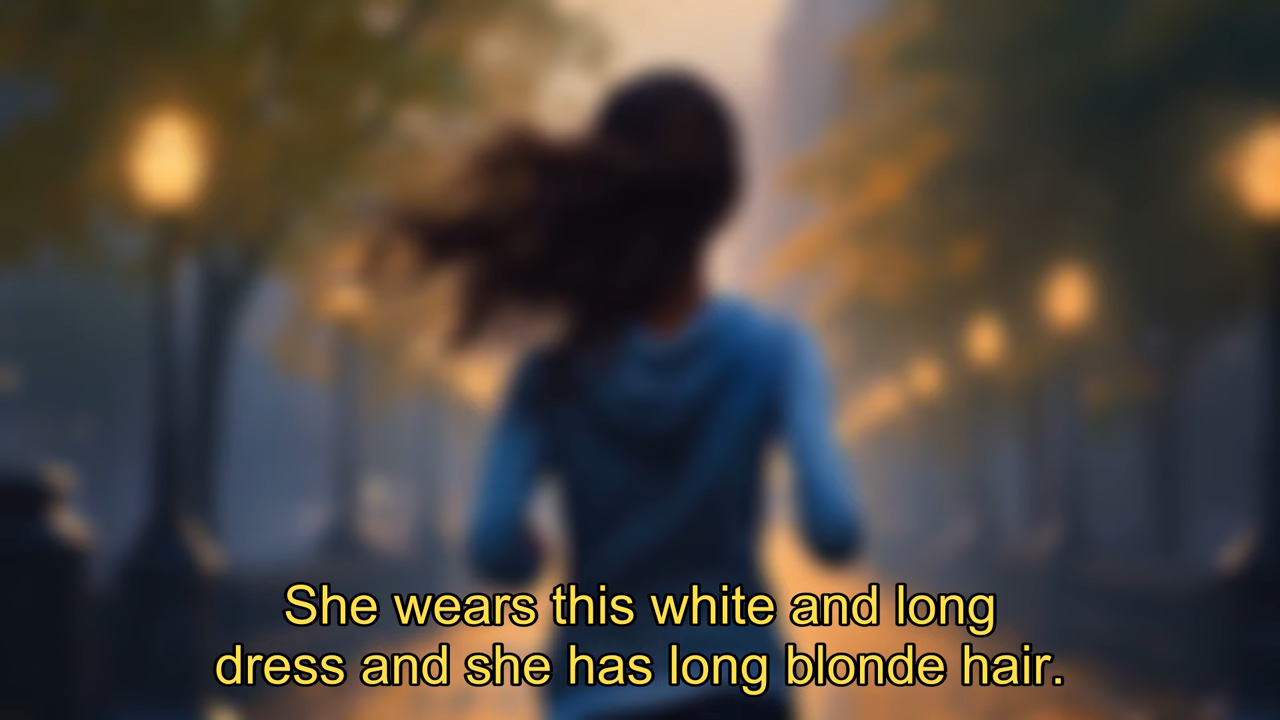 She wears this white and long
dress and she has long blonde hair.